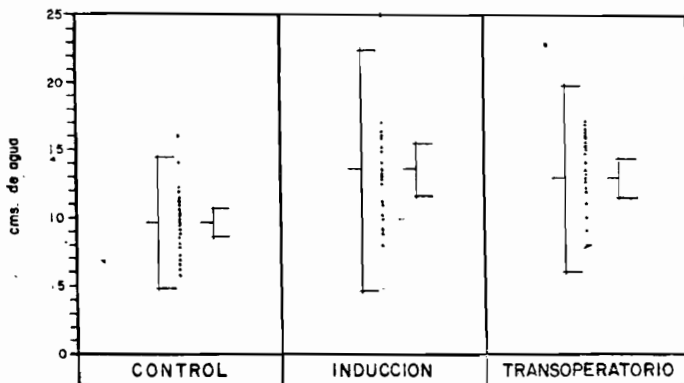 25
20
15
10
5
0
cms. de agua
CONTROL
INDUCCION
TRANSOPERATORIO